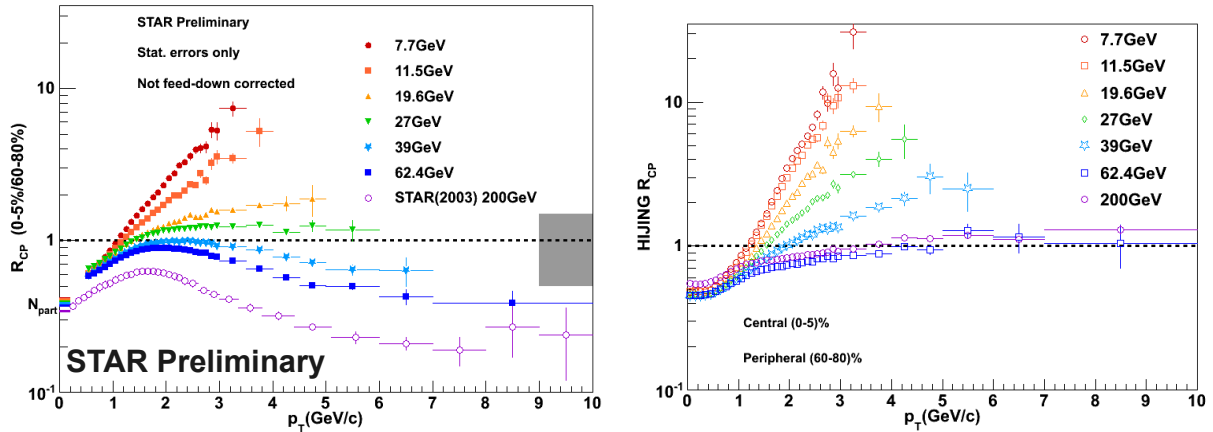 STAR Preliminary
Stat. errors only
Not feed-down corrected
7.7GeV
11.5GeV
19.6GeV
27GeV
39GeV
62.4GeV
STAR(2003) 200GeV
R_CP (0-5%/60-80%)
10
1
N_part
10^-1
STAR Preliminary
0 1 2 3 4 5 6 7 8 9 10
p_T(GeV/c)
7.7GeV
11.5GeV
19.6GeV
27GeV
39GeV
62.4GeV
200GeV
HIJING R_CP
10
1
10^-1
Central (0-5)%
Peripheral (60-80)%
0 1 2 3 4 5 6 7 8 9 10
p_T(GeV/c)